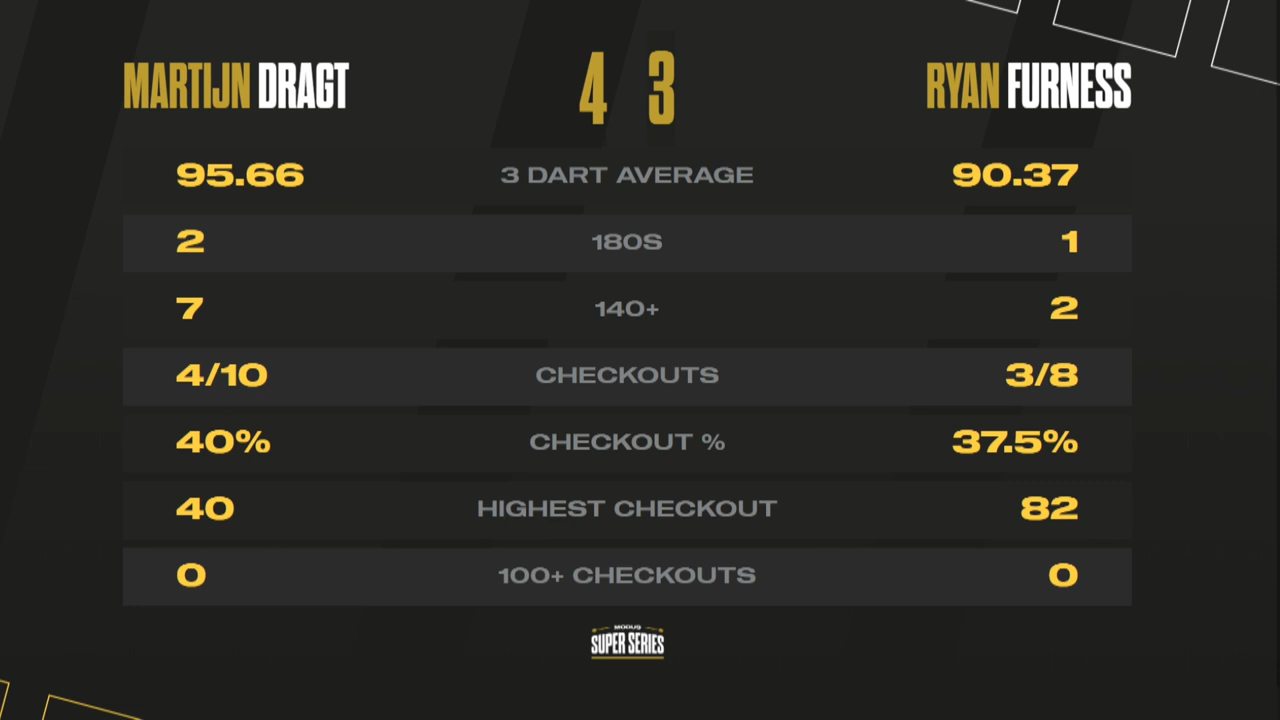 MARTIJN DRAGT 4 3 RYAN FURNESS
95.66 3 DART AVERAGE 90.37
2 180S 1
7 140+ 2
4/10 CHECKOUTS 3/8
40% CHECKOUT % 37.5%
40 HIGHEST CHECKOUT 82
0 100+ CHECKOUTS 0
MODUS
SUPER SERIES